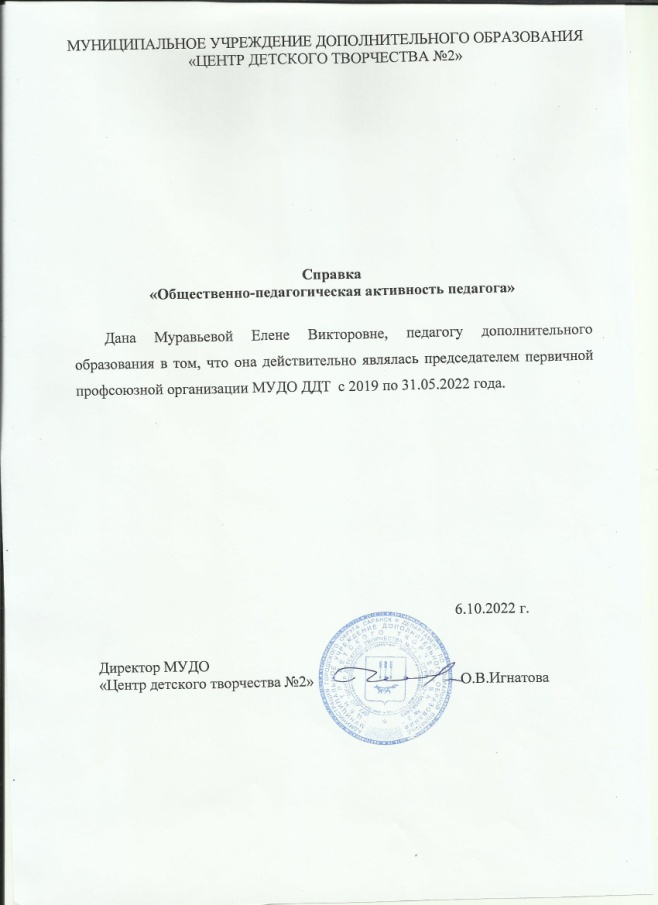 МУНИЦИПАЛЬНОЕ УЧРЕЖДЕНИЕ ДОПОЛНИТЕЛЬНОГО ОБРАЗОВАНИЯ
«ЦЕНТР ДЕТСКОГО ТВОРЧЕСТВА №2»
Справка
«Общественно-педагогическая активность педагога»
Дана Муравьевой Елене Викторовне, педагогу дополнительного
образования в том, что она действительно являлась председателем первичной
профсоюзной организации МУДО ДДТ с 2019 по 31.05.2022 года.
6.10.2022 г.
Директор МУДО
«Центр детского творчества №2»
О.В.Игнатова